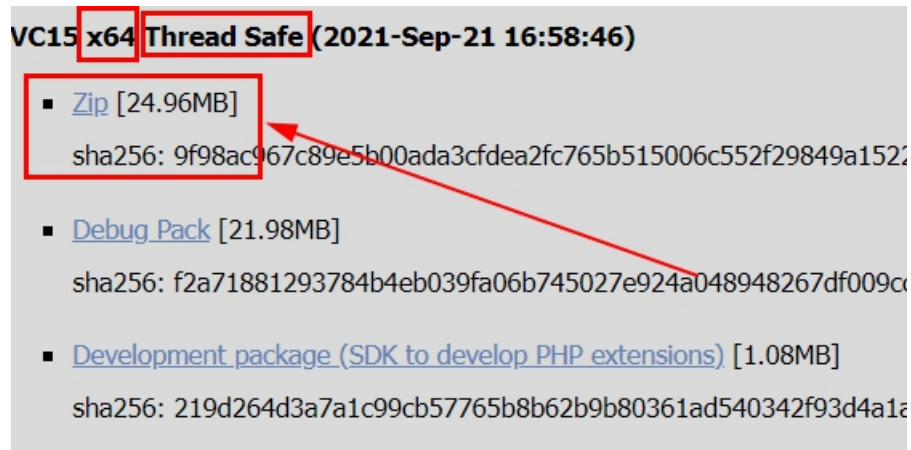 VC15 x64 Thread Safe (2021-Sep-21 16:58:46)
Zip [24.96MB]
sha256: 9f98ac967c89e5b00ada3cfdea2fc765b515006c552f29849a1522
Debug Pack [21.98MB]
sha256: f2a71881293784b4eb039fa06b745027e924a048948267df009c
Development package (SDK to develop PHP extensions) [1.08MB]
sha256: 219d264d3a7a1c99cb57765b8b62b9b80361ad540342f93d4a1a